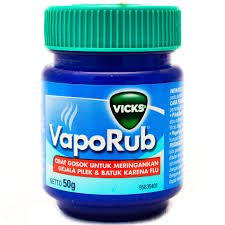 VICKS
VapoRub
OBAT GOSOK UNTUK MERINGANKAN
GEJALA PILEK & BATUK KARENA FLU
NETTO 50g